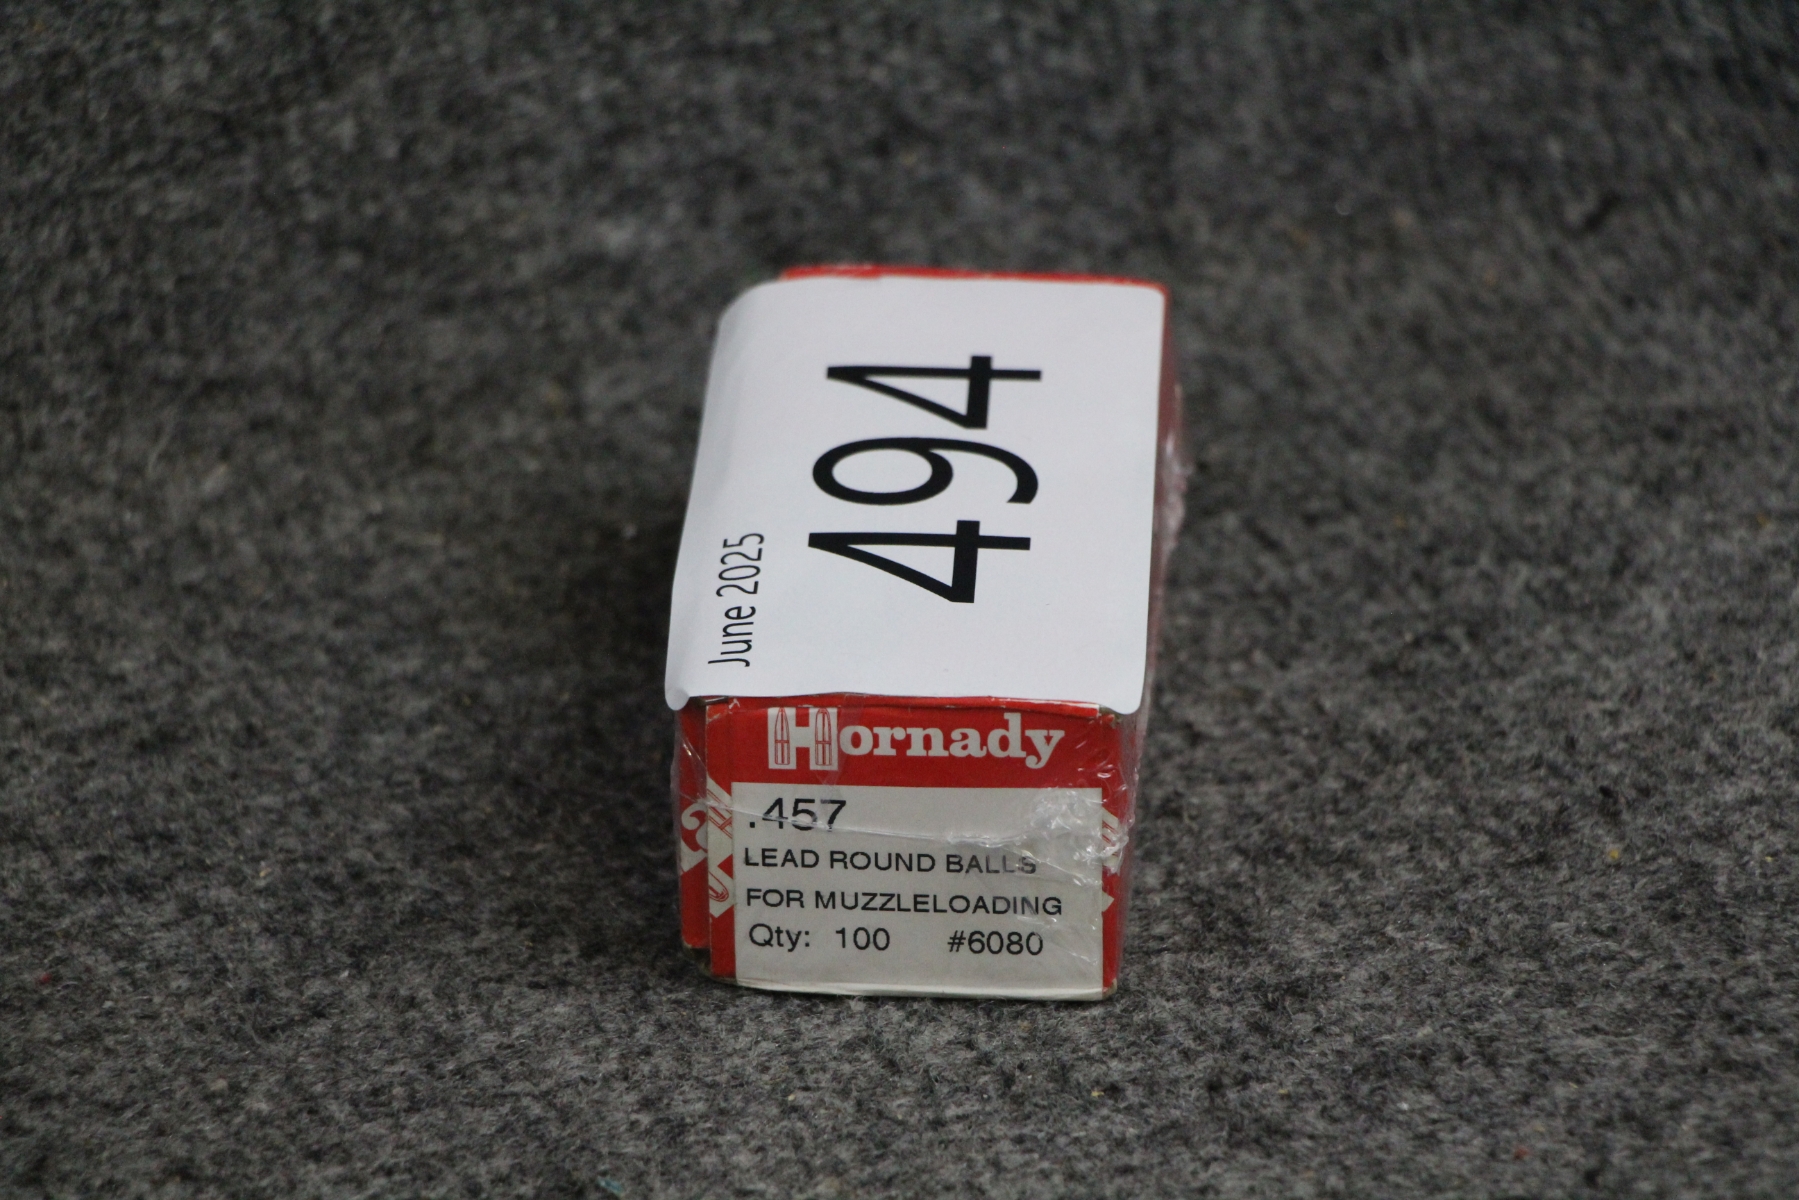 494
June 2025
Hornady
.457
LEAD ROUND BALLS
FOR MUZZLELOADING
Qty: 100 #6080